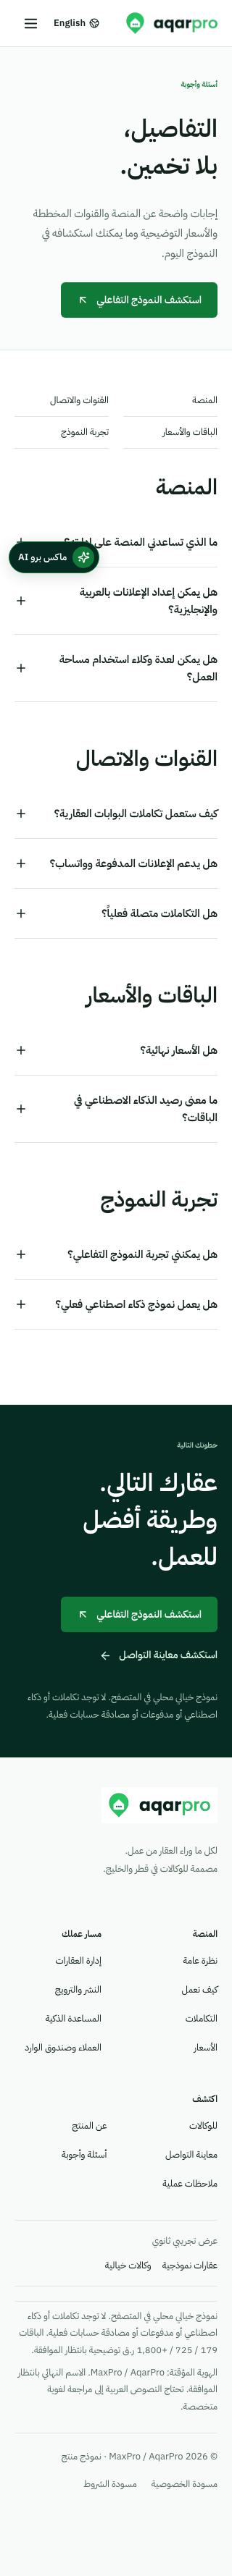 aqarpro
English
أسئلة وأجوبة
التفاصيل،
بلا تخمين.
إجابات واضحة عن المنصة والقنوات المخططة
والأسعار التوضيحية وما يمكنك استكشافه في
النموذج اليوم.
استكشف النموذج التفاعلي
المنصة
القنوات والاتصال
الباقات والأسعار
تجربة النموذج
المنصة
ما الذي تساعدني المنصة على
ماكس برو AI
هل يمكن إعداد الإعلانات بالعربية
والإنجليزية؟
هل يمكن لعدة وكلاء استخدام مساحة
العمل؟
القنوات والاتصال
كيف ستعمل تكاملات البوابات العقارية؟
هل يدعم الإعلانات المدفوعة وواتساب؟
هل التكاملات متصلة فعلياً؟
الباقات والأسعار
هل الأسعار نهائية؟
ما معنى رصيد الذكاء الاصطناعي في
الباقات؟
تجربة النموذج
هل يمكنني تجربة النموذج التفاعلي؟
هل يعمل نموذج ذكاء اصطناعي فعلي؟
خطوتك التالية
عقارك التالي.
وطريقة أفضل
للعمل.
استكشف النموذج التفاعلي
استكشف معاينة التواصل
نموذج خيالي محلي في المتصفح. لا توجد تكاملات أو ذكاء
اصطناعي أو مدفوعات أو مصادقة حسابات فعلية.
aqarpro
لكل ما وراء العقار من عمل.
مصممة للوكالات في قطر والخليج.
المنصة
مسار عملك
نظرة عامة
إدارة العقارات
كيف تعمل
النشر والترويج
التكاملات
المساعدة الذكية
الأسعار
العملاء وصندوق الوارد
اكتشف
للوكالات
عن المنتج
معاينة التواصل
أسئلة وأجوبة
ملاحظات عملية
عرض تجريبي ثانوي
عقارات نموذجية
وكالات خيالية
نموذج خيالي محلي في المتصفح. لا توجد تكاملات أو ذكاء
اصطناعي أو مدفوعات أو مصادقة حسابات فعلية. الباقات
179 / 725 / +1,800 ر.ق توضيحية بانتظار الموافقة.
الهوية المؤقتة: MaxPro / AqarPro. الاسم النهائي بانتظار
الموافقة. تحتاج النصوص العربية إلى مراجعة لغوية
متخصصة.
© 2026 MaxPro / AqarPro · نموذج منتج
مسودة الخصوصية
مسودة الشروط